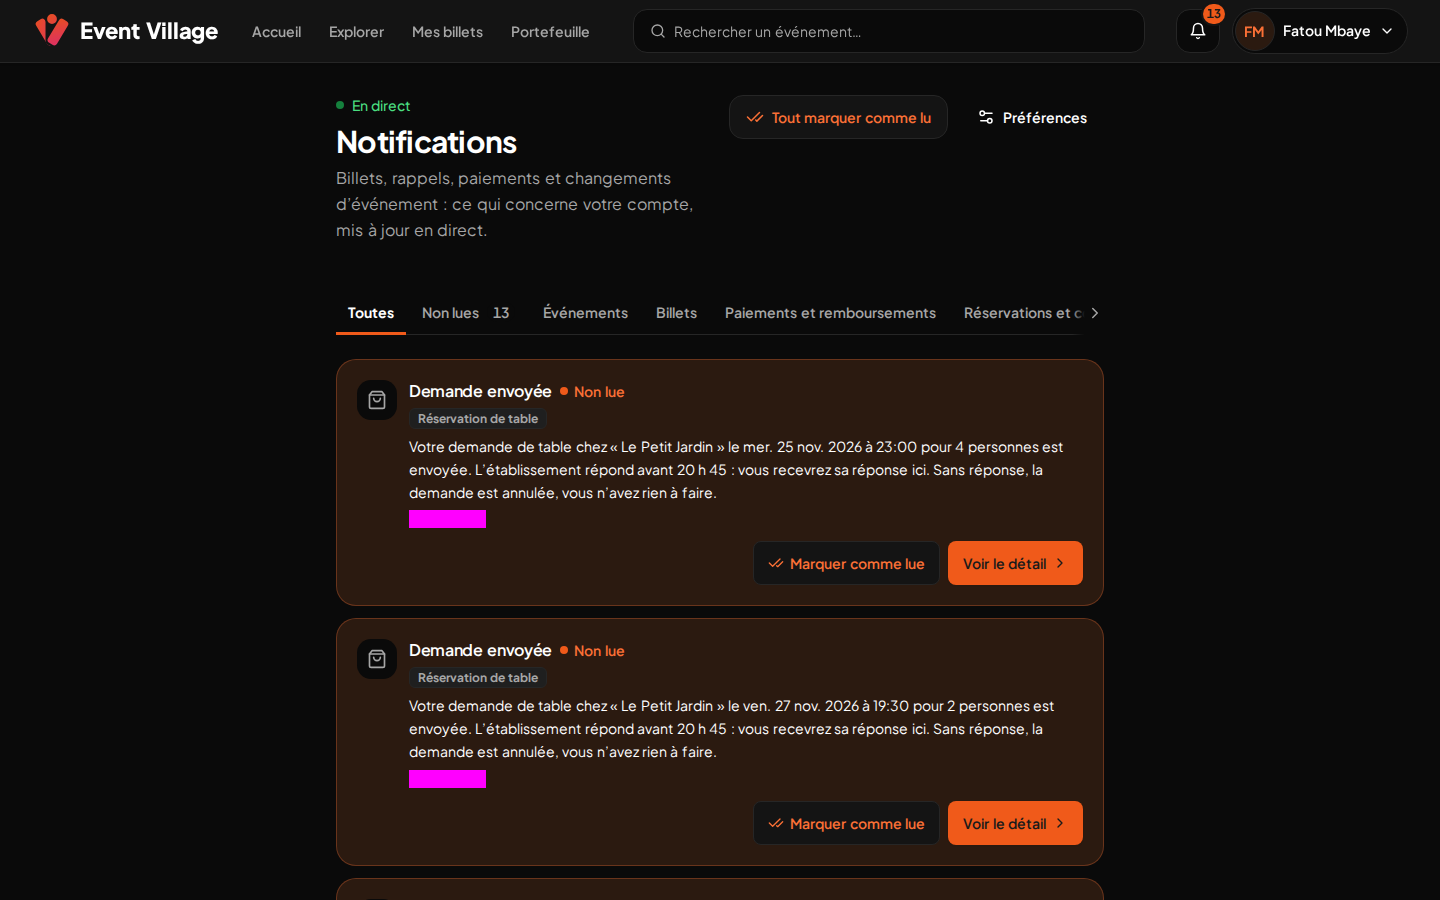 Event Village
Accueil
Explorer
Mes billets
Portefeuille
Rechercher un événement…
13
FM
Fatou Mbaye
En direct
Notifications
Billets, rappels, paiements et changements
d’événement : ce qui concerne votre compte,
mis à jour en direct.
Tout marquer comme lu
Préférences
Toutes
Non lues 13
Événements
Billets
Paiements et remboursements
Réservations et
Demande envoyée
Non lue
Réservation de table
Votre demande de table chez « Le Petit Jardin » le mer. 25 nov. 2026 à 23:00 pour 4 personnes est
envoyée. L’établissement répond avant 20 h 45 : vous recevrez sa réponse ici. Sans réponse, la
demande est annulée, vous n’avez rien à faire.
Marquer comme lue
Voir le détail
Demande envoyée
Non lue
Réservation de table
Votre demande de table chez « Le Petit Jardin » le ven. 27 nov. 2026 à 19:30 pour 2 personnes est
envoyée. L’établissement répond avant 20 h 45 : vous recevrez sa réponse ici. Sans réponse, la
demande est annulée, vous n’avez rien à faire.
Marquer comme lue
Voir le détail